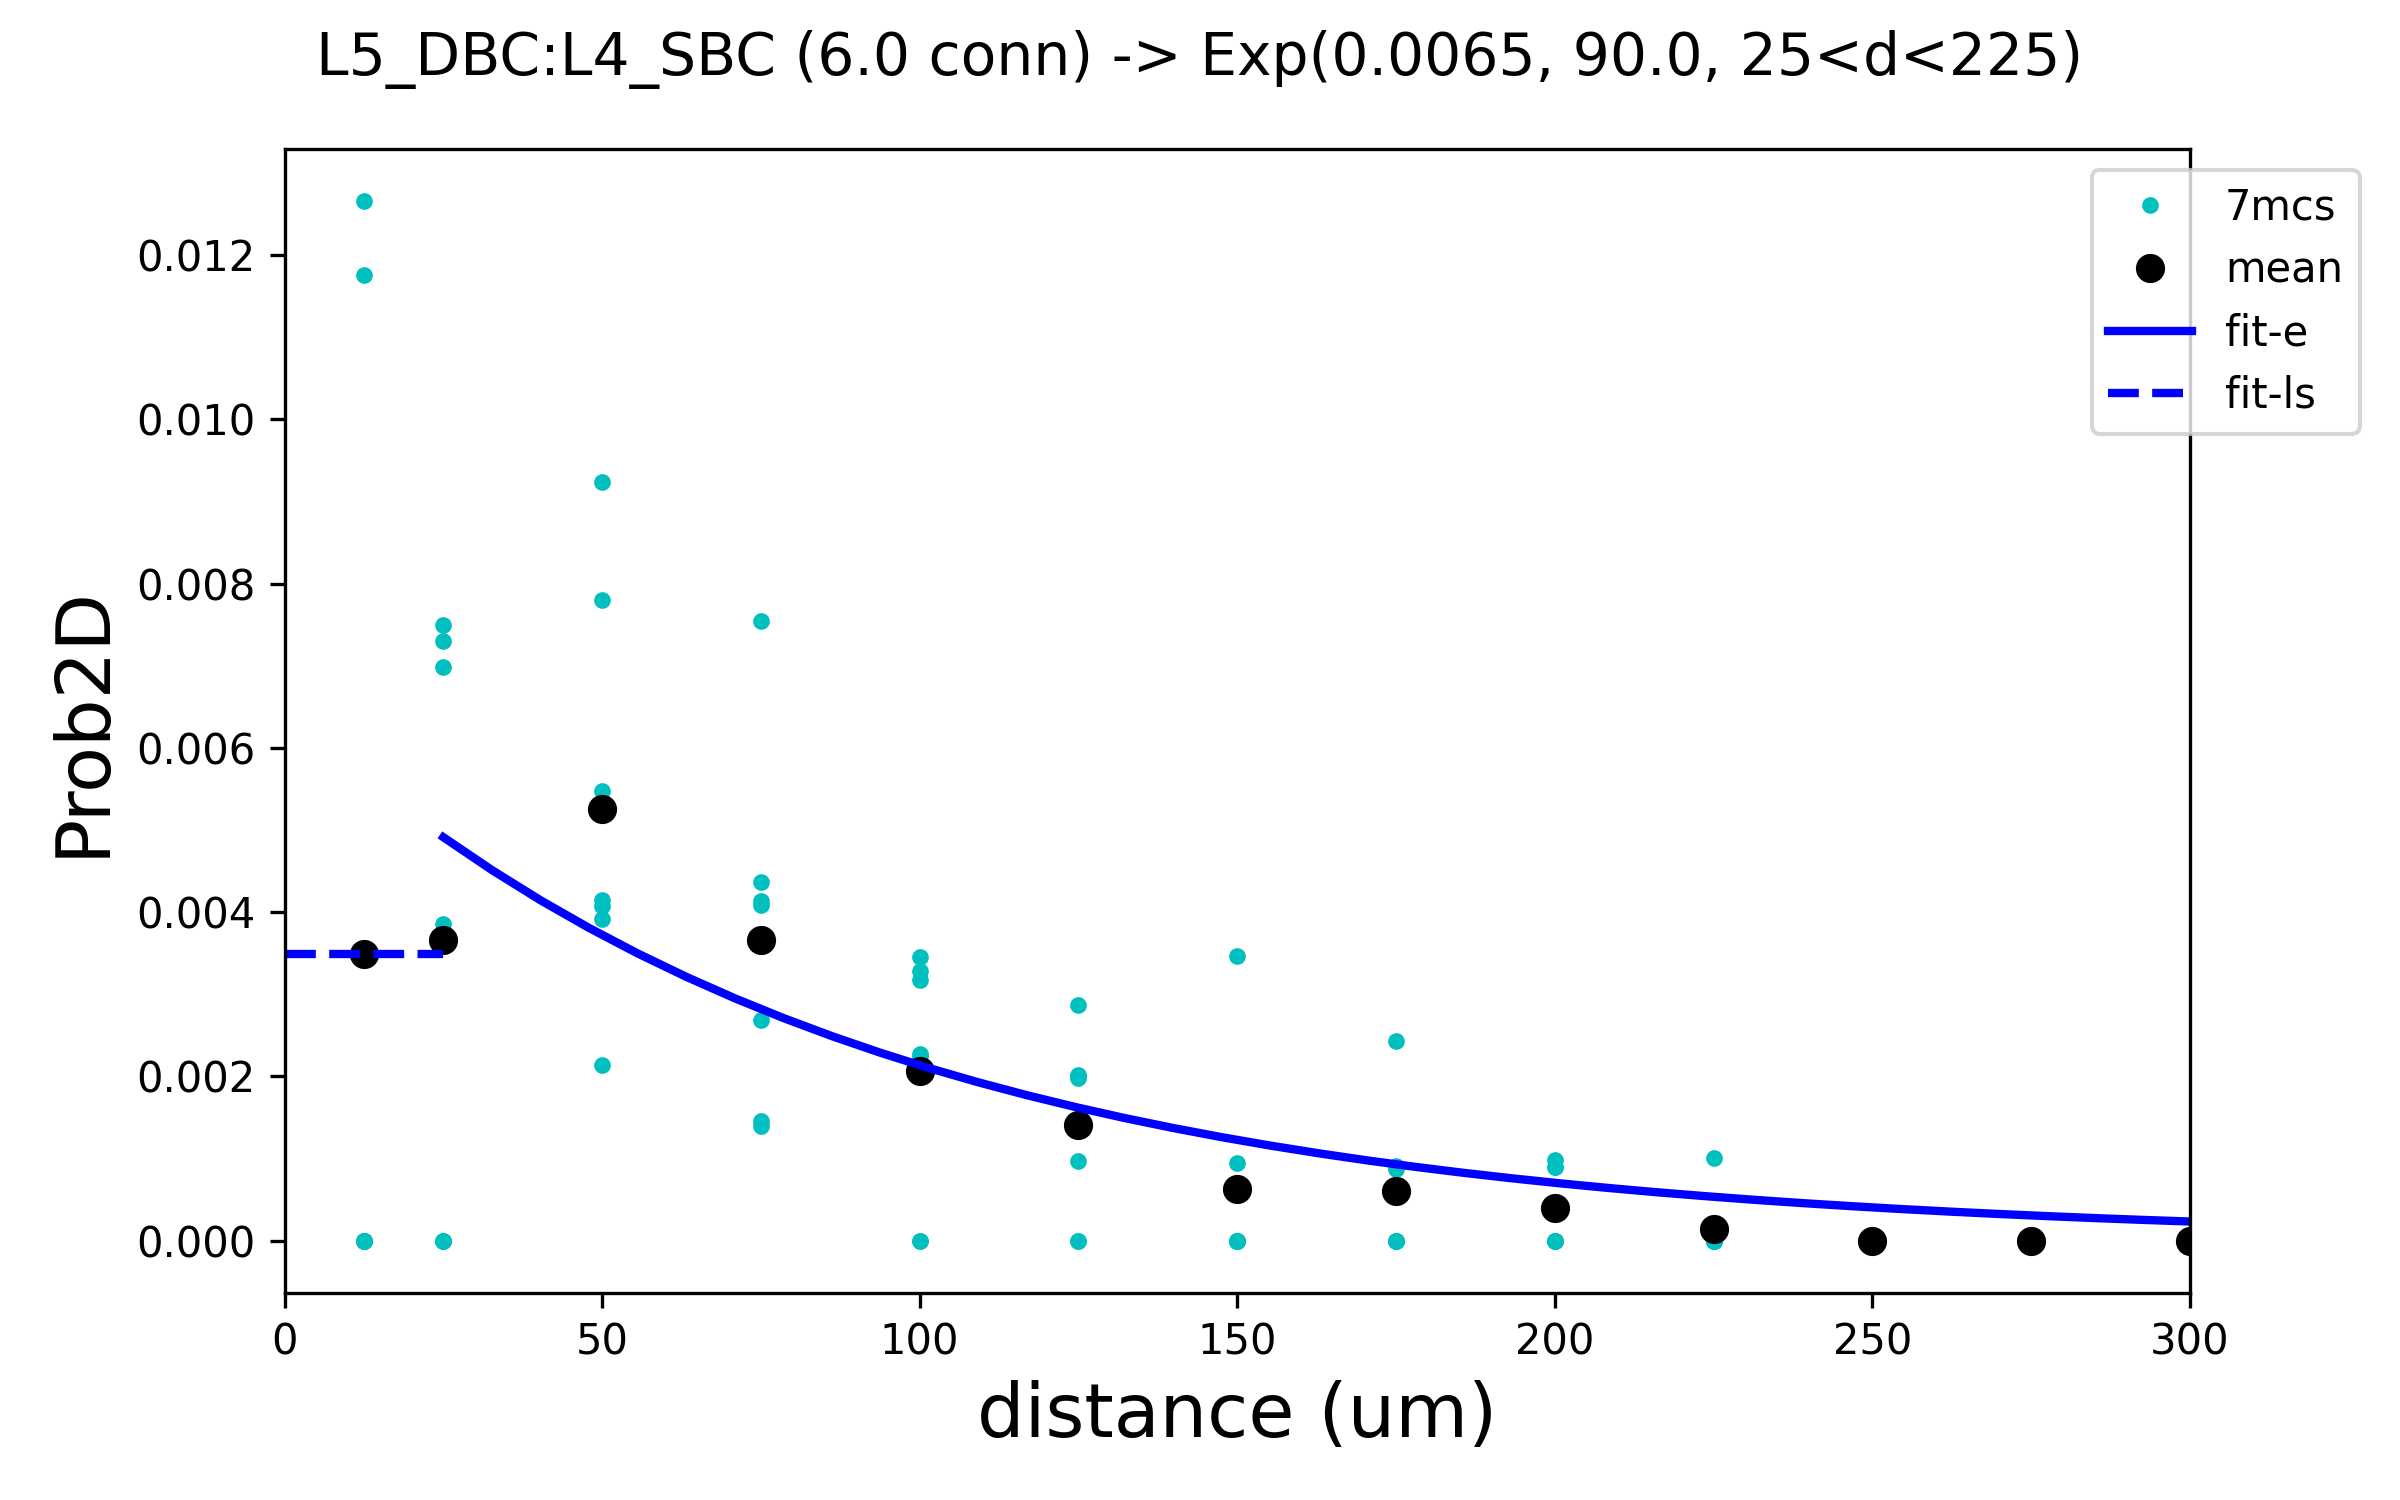 L5_DBC:L4_SBC (6.0 conn) -> Exp(0.0065, 90.0, 25<d<225)
7mcs
mean
fit-e
fit-ls
Prob2D
0.012
0.010
0.008
0.006
0.004
0.002
0.000
0 50 100 150 200 250 300
distance (um)